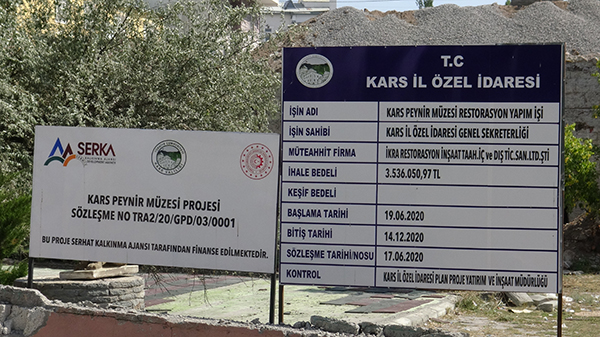 SERKA
KALKINMA AJANSI
DEVELOPMENT AGENCY
KARS PEYNİR MÜZESİ PROJESİ
SÖZLEŞME NO TRA2/20/GPD/03/0001
BU PROJE SERHAT KALKINMA AJANSI TARAFINDAN FİNANSE EDİLMEKTEDİR.
T.C
KARS İL ÖZEL İDARESİ
İŞİN ADI KARS PEYNİR MÜZESİ RESTORASYON YAPIM İŞİ
İŞİN SAHİBİ KARS İL ÖZEL İDARESİ GENEL SEKRETERLİĞİ
MÜTEAHHİT FİRMA İKRA RESTORASYON İNŞAAT TAAH.İÇ ve DIŞ TİC.SAN.LTD.ŞTİ
İHALE BEDELİ 3.536.050,97 TL
KEŞİF BEDELİ
BAŞLAMA TARİHİ 19.06.2020
BİTİŞ TARİHİ 14.12.2020
SÖZLEŞME TARİHİ/NOSU 17.06.2020
KONTROL KARS İL ÖZEL İDARESİ PLAN PROJE YATIRIM VE İNŞAAT MÜDÜRLÜĞÜ